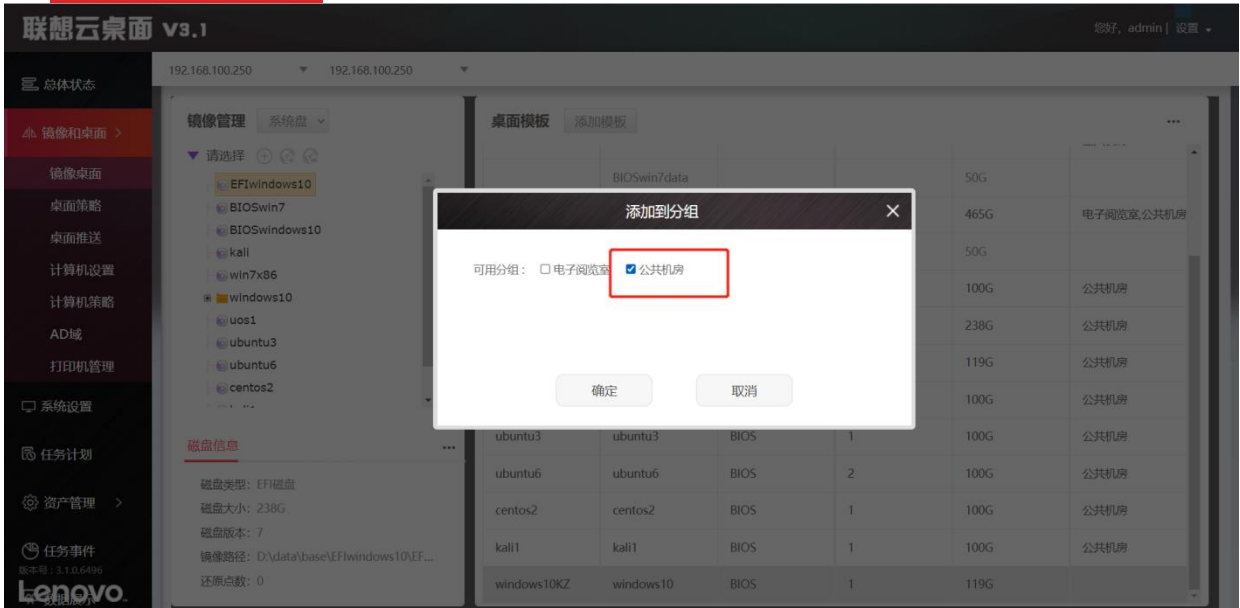 联想云桌面 V3.1
您好，admin | 设置
192.168.100.250 192.168.100.250
总体状态
镜像和桌面 >
镜像桌面
桌面策略
桌面推送
计算机设置
计算机策略
AD域
打印机管理
系统设置
任务计划
资产管理 >
任务事件
版本号：3.1.0.6496
Lenovo
镜像管理 系统盘
请选择
EFIwindows10
BIOSwin7
BIOSwindows10
kali
win7x86
windows10
uos1
ubuntu3
ubuntu6
centos2
磁盘信息 ...
磁盘类型：EFI磁盘
磁盘大小：238G
磁盘版本：7
镜像路径：D:\data\base\EFIwindows10\EF...
还原点数：0
桌面模板 添加模板 ...
BIOSwin7data 50G
465G 电子阅览室,公共机房
50G
100G 公共机房
238G 公共机房
119G 公共机房
100G 公共机房
ubuntu3 ubuntu3 BIOS 1 100G 公共机房
ubuntu6 ubuntu6 BIOS 2 100G 公共机房
centos2 centos2 BIOS 1 100G 公共机房
kali1 kali1 BIOS 1 100G 公共机房
windows10KZ windows10 BIOS 1 119G
添加到分组
可用分组： 电子阅览室 公共机房
确定 取消